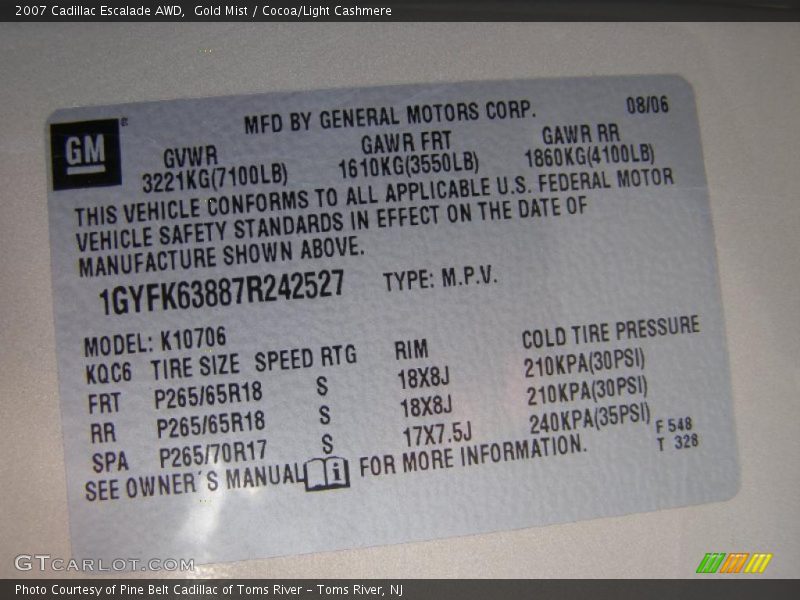 2007 Cadillac Escalade AWD,  Gold Mist / Cocoa/Light Cashmere
GM®
MFD BY GENERAL MOTORS CORP. 08/06
GVWR GAWR FRT GAWR RR
3221KG(7100LB) 1610KG(3550LB) 1860KG(4100LB)
THIS VEHICLE CONFORMS TO ALL APPLICABLE U.S. FEDERAL MOTOR
VEHICLE SAFETY STANDARDS IN EFFECT ON THE DATE OF
MANUFACTURE SHOWN ABOVE.
1GYFK63887R242527 TYPE: M.P.V.
MODEL: K10706
KQC6 TIRE SIZE SPEED RTG RIM COLD TIRE PRESSURE
FRT P265/65R18 S 18X8J 210KPA(30PSI)
RR P265/65R18 S 18X8J 210KPA(30PSI)
SPA P265/70R17 S 17X7.5J 240KPA(35PSI)
SEE OWNER'S MANUAL i FOR MORE INFORMATION.
F 548
T 328
GTCARLOT.COM
Photo Courtesy of Pine Belt Cadillac of Toms River – Toms River, NJ